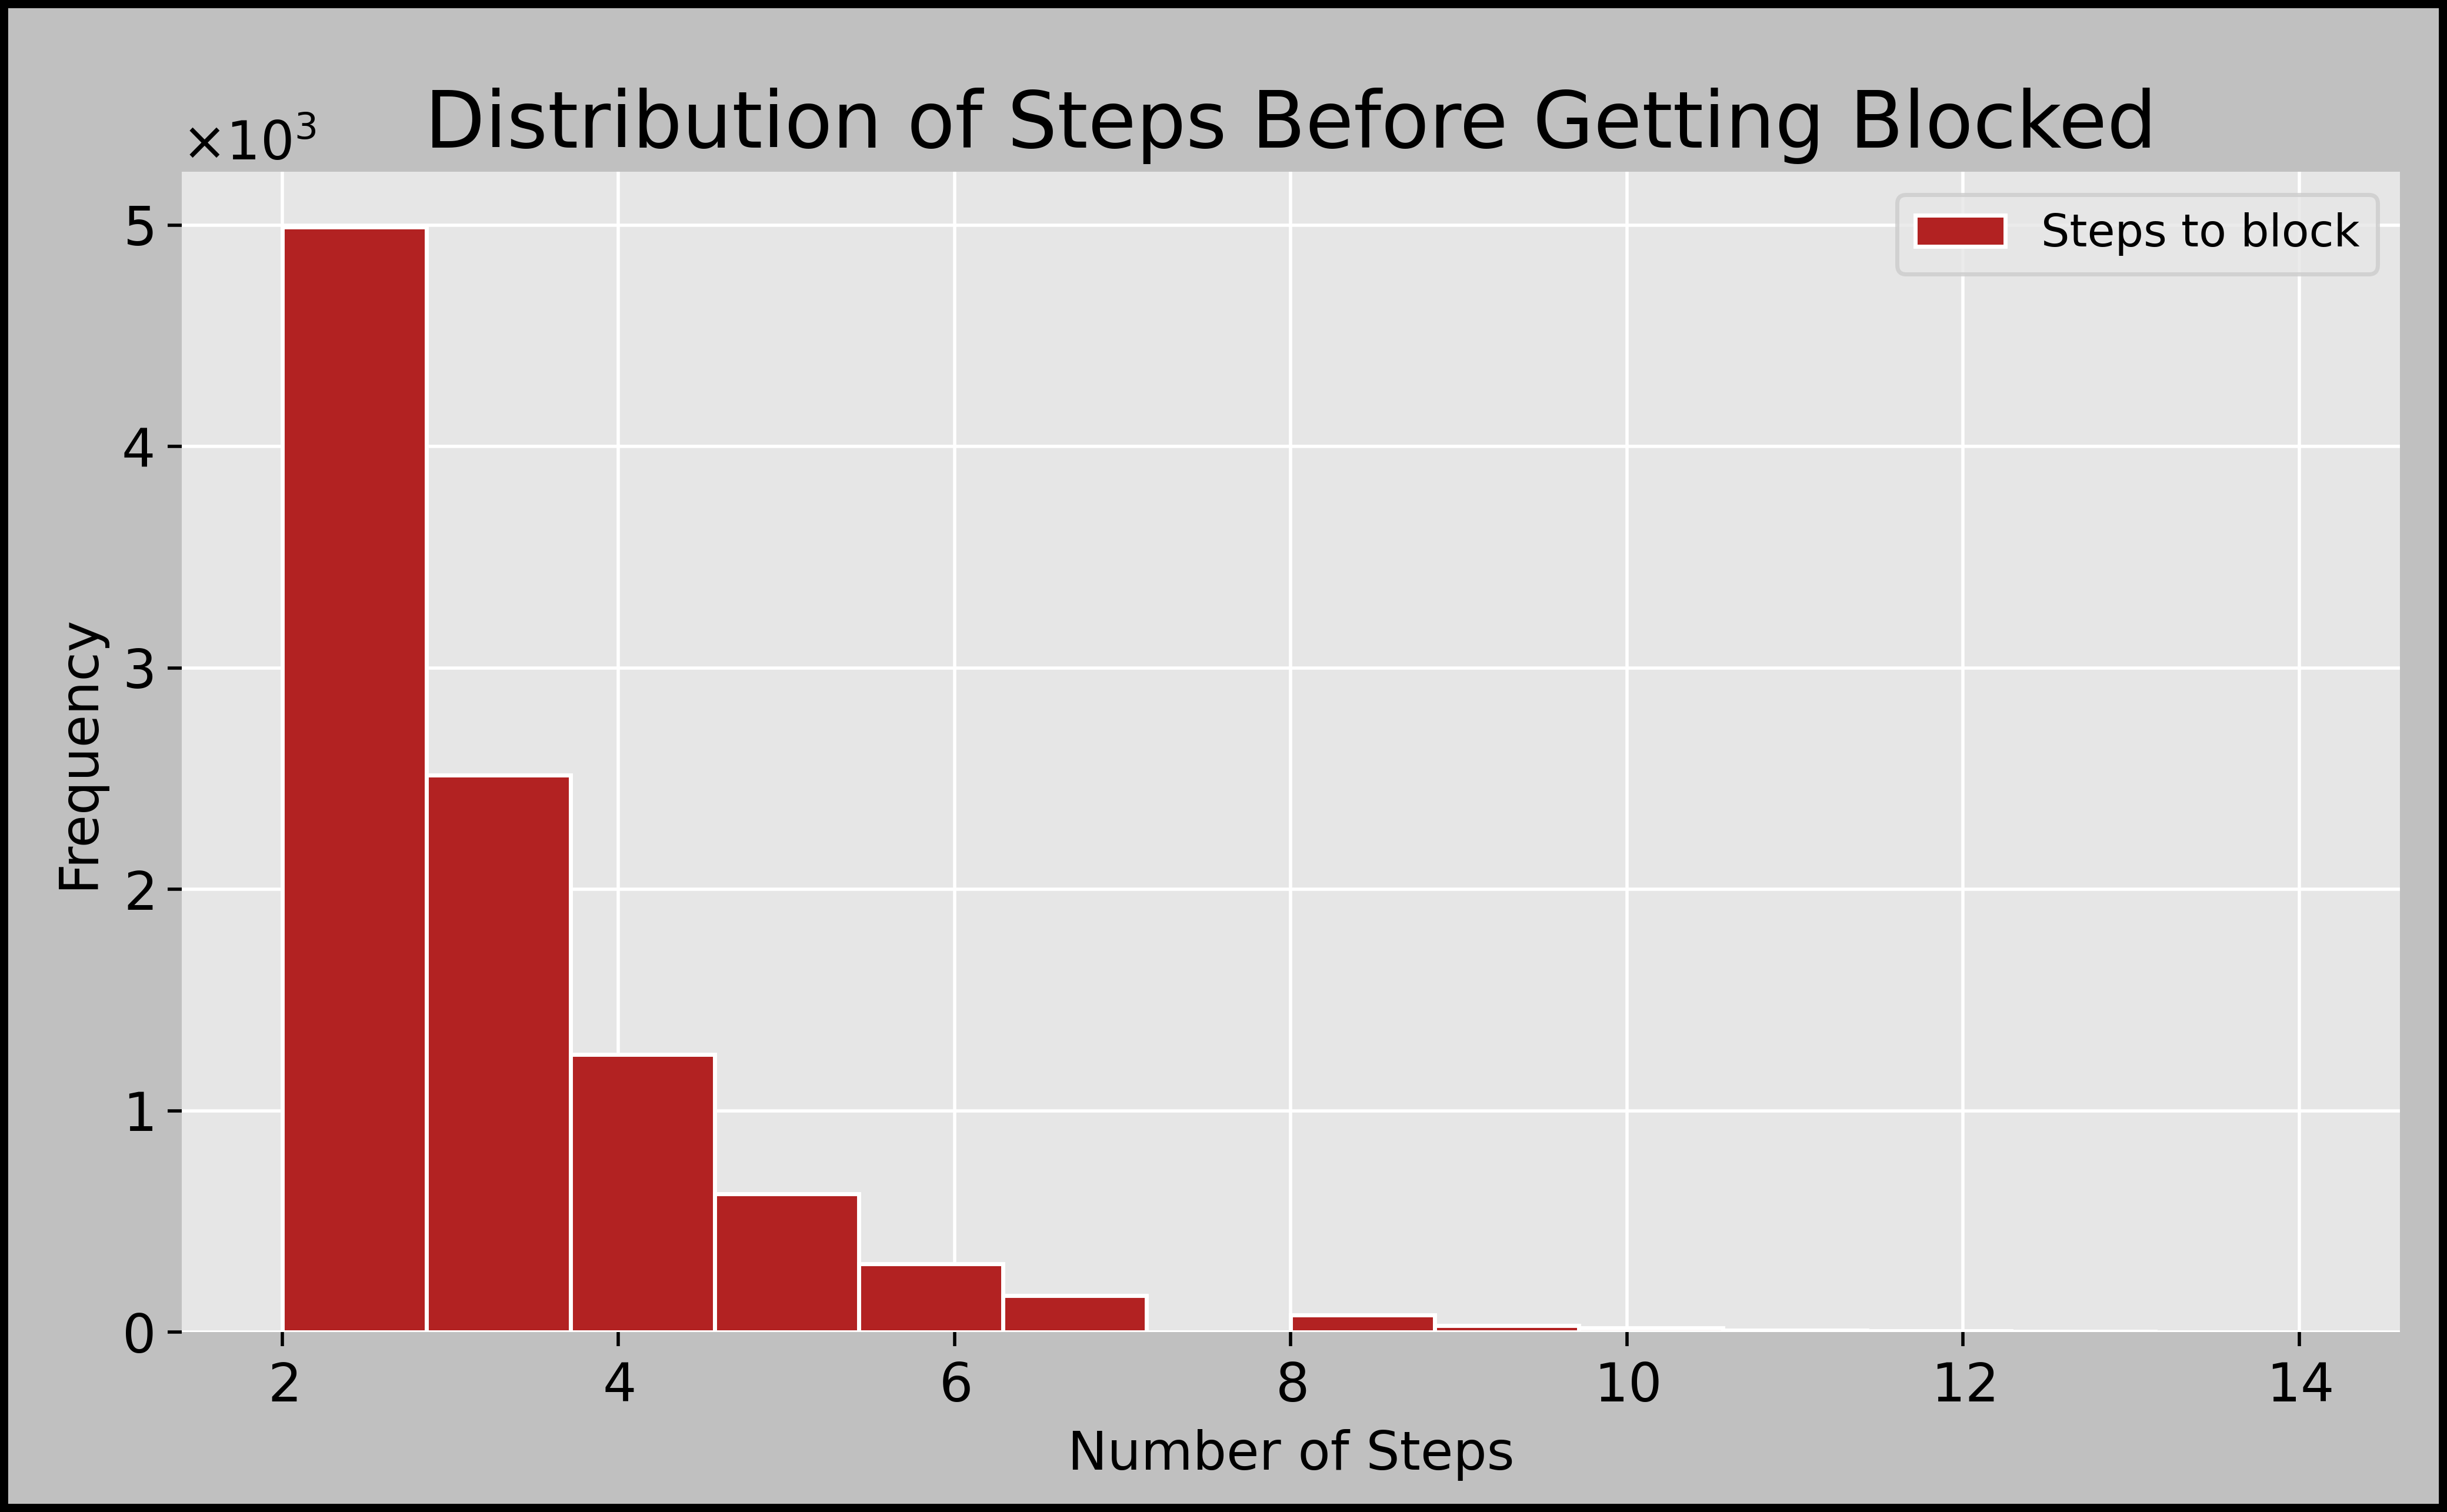 Distribution of Steps Before Getting Blocked
×10³
Steps to block
5
4
3
2
1
0
Frequency
2 4 6 8 10 12 14
Number of Steps